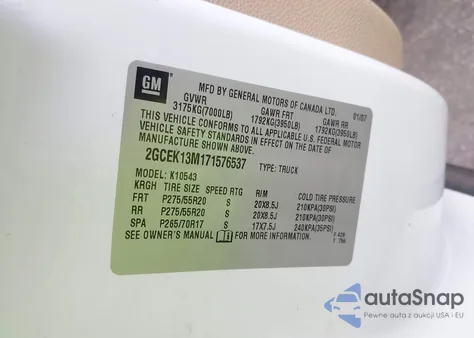 GM
MFD BY GENERAL MOTORS OF CANADA LTD. 01/07
GVWR GAWR FRT GAWR RR
3175KG(7000LB) 1792KG(3950LB) 1792KG(3950LB)
THIS VEHICLE CONFORMS TO ALL APPLICABLE U.S. FEDERAL MOTOR
VEHICLE SAFETY STANDARDS IN EFFECT ON THE DATE OF
MANUFACTURE SHOWN ABOVE.
2GCEK13M171576537 TYPE: TRUCK
MODEL: K10543
KRGH TIRE SIZE SPEED RTG R/M COLD TIRE PRESSURE
FRT P275/55R20 S 20X8.5J 210KPA(30PSI)
RR P275/55R20 S 20X8.5J 210KPA(30PSI)
SPA P265/70R17 S 17X7.5J 240KPA(35PSI)
SEE OWNER'S MANUAL FOR MORE INFORMATION
autaSnap
Pewne auta z aukcji USA i EU